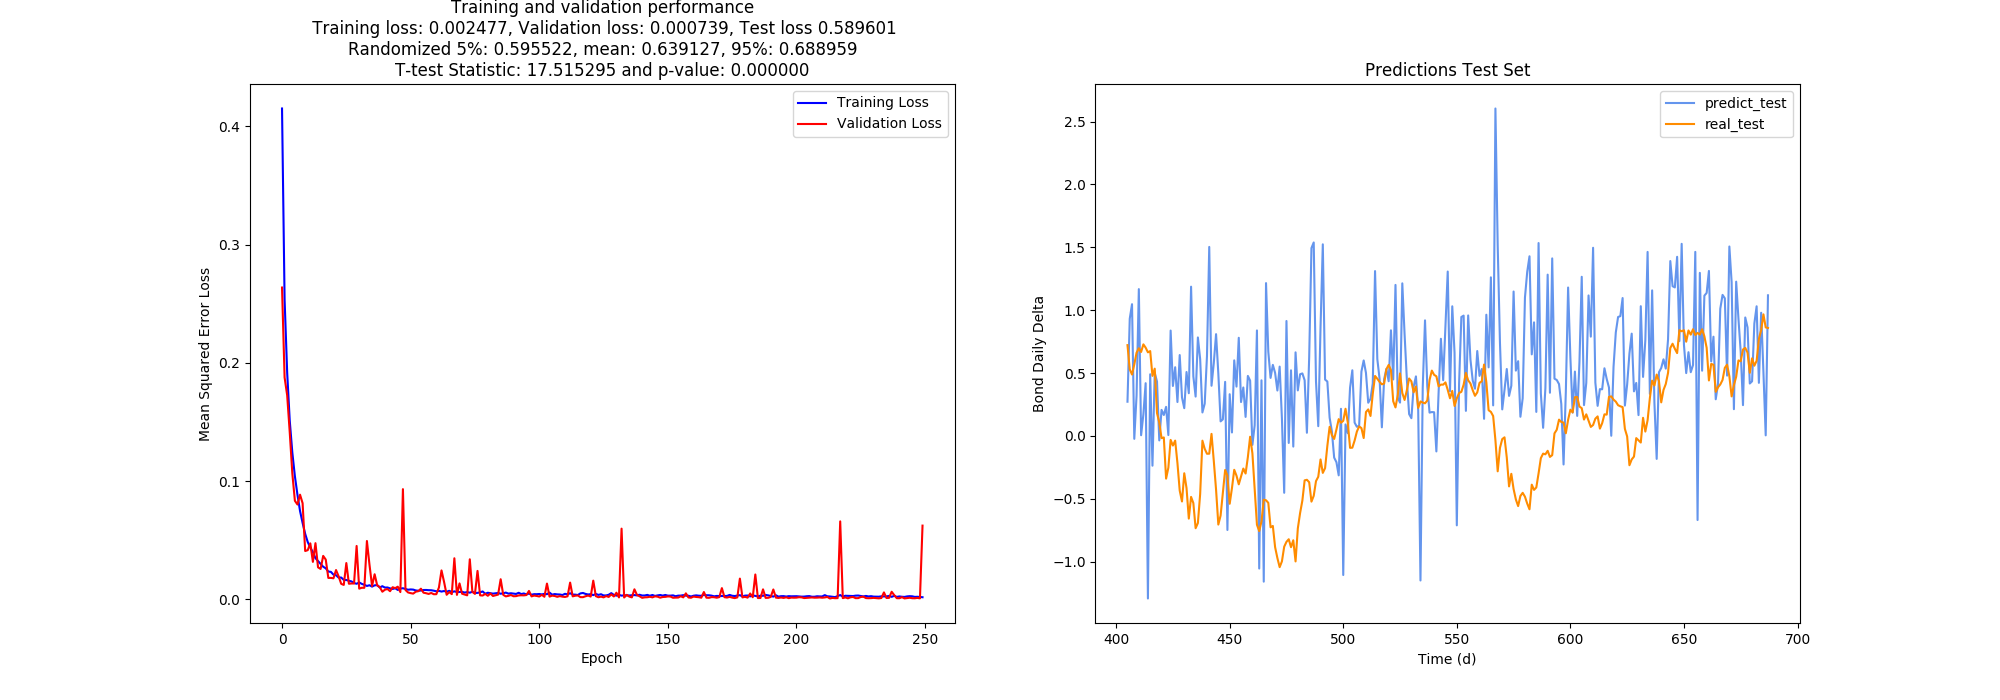 Training and validation performance
Training loss: 0.002477, Validation loss: 0.000739, Test loss 0.589601
Randomized 5%: 0.595522, mean: 0.639127, 95%: 0.688959
T-test Statistic: 17.515295 and p-value: 0.000000
Training Loss
Validation Loss
Mean Squared Error Loss
0.4
0.3
0.2
0.1
0.0
0 50 100 150 200 250
Epoch
Predictions Test Set
predict_test
real_test
Bond Daily Delta
2.5
2.0
1.5
1.0
0.5
0.0
−0.5
−1.0
400 450 500 550 600 650 700
Time (d)